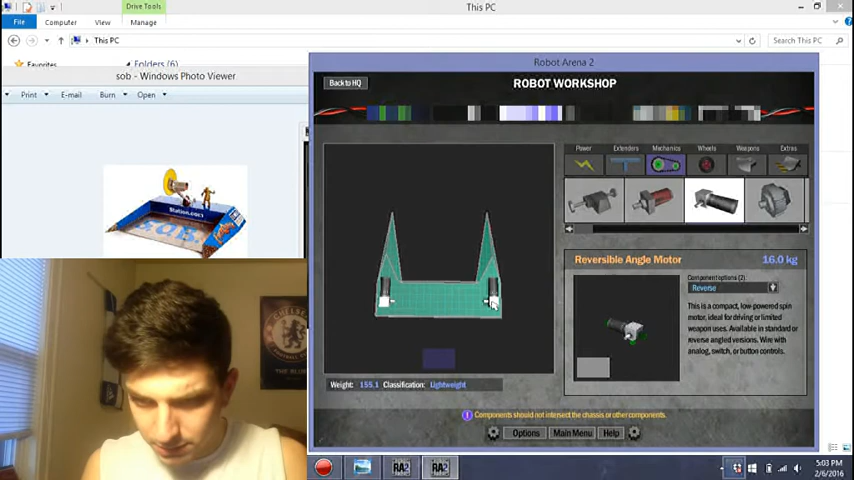 Drive Tools
This PC
File Computer View Manage
This PC
Search This PC
Favorites
Folders (6)
sob - Windows Photo Viewer
Print E-mail Burn Open
Station.com
S.O.B.
Robot Arena 2
Back to HQ
ROBOT WORKSHOP
Power Extenders Mechanics Wheels Weapons Extras
Reversible Angle Motor 16.0 kg
Component options (2)
Reverse
This is a compact, low-powered spin
motor, ideal for driving or limited
weapon uses. Available in standard or
reverse angled versions. Wire with
analog, switch, or button controls.
Weight: 155.1 Classification: Lightweight
Components should not intersect the chassis or other components.
Options Main Menu Help
CHELSEA
RA2 RA2
5:03 PM
2/6/2016